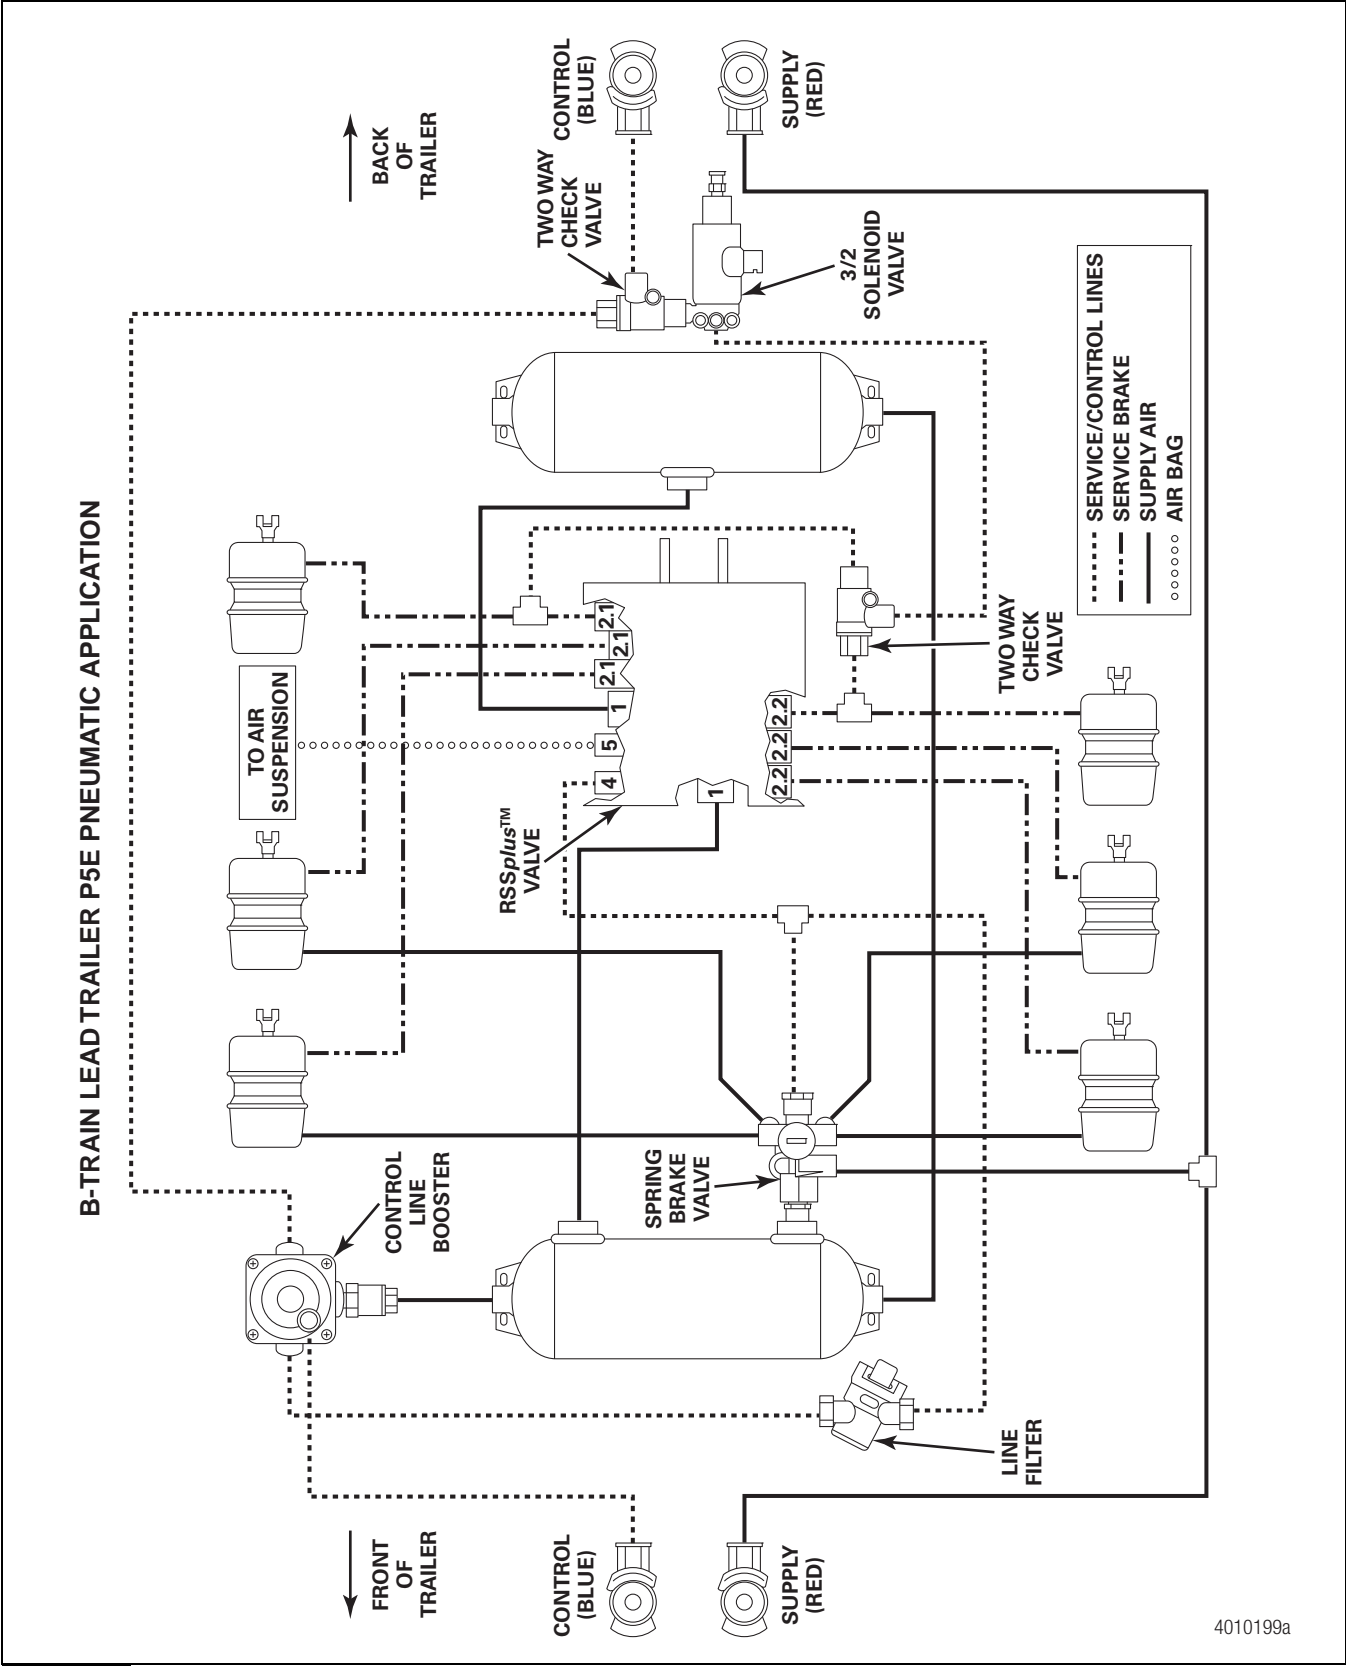 B-TRAIN LEAD TRAILER P5E PNEUMATIC APPLICATION
FRONT
OF
TRAILER
BACK
OF
TRAILER
CONTROL
LINE
BOOSTER
TO AIR
SUSPENSION
CONTROL
(BLUE)
SUPPLY
(RED)
SPRING
BRAKE
VALVE
RSSplus™
VALVE
4
5
1
2.1
2.1
2.1
1
2.2
2.2
2.2
TWO WAY
CHECK
VALVE
CONTROL
(BLUE)
SUPPLY
(RED)
3/2
SOLENOID
VALVE
LINE
FILTER
TWO WAY
CHECK
VALVE
SERVICE/CONTROL LINES
SERVICE BRAKE
SUPPLY AIR
AIR BAG
4010199a